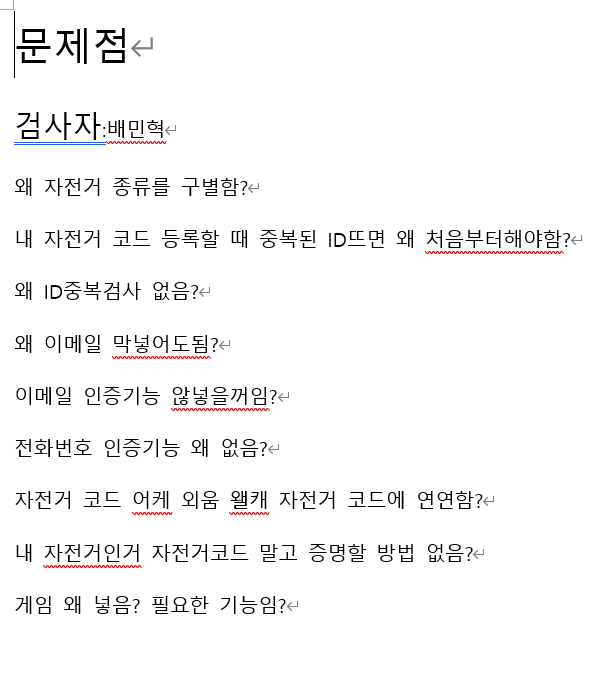 문제점
검사자:배민혁
왜 자전거 종류를 구별함?
내 자전거 코드 등록할 때 중복된 ID뜨면 왜 처음부터해야함?
왜 ID중복검사 없음?
왜 이메일 막넣어도됨?
이메일 인증기능 않넣을꺼임?
전화번호 인증기능 왜 없음?
자전거 코드 어케 외움 웰캐 자전거 코드에 연연함?
내 자전거인거 자전거코드 말고 증명할 방법 없음?
게임 왜 넣음? 필요한 기능임?